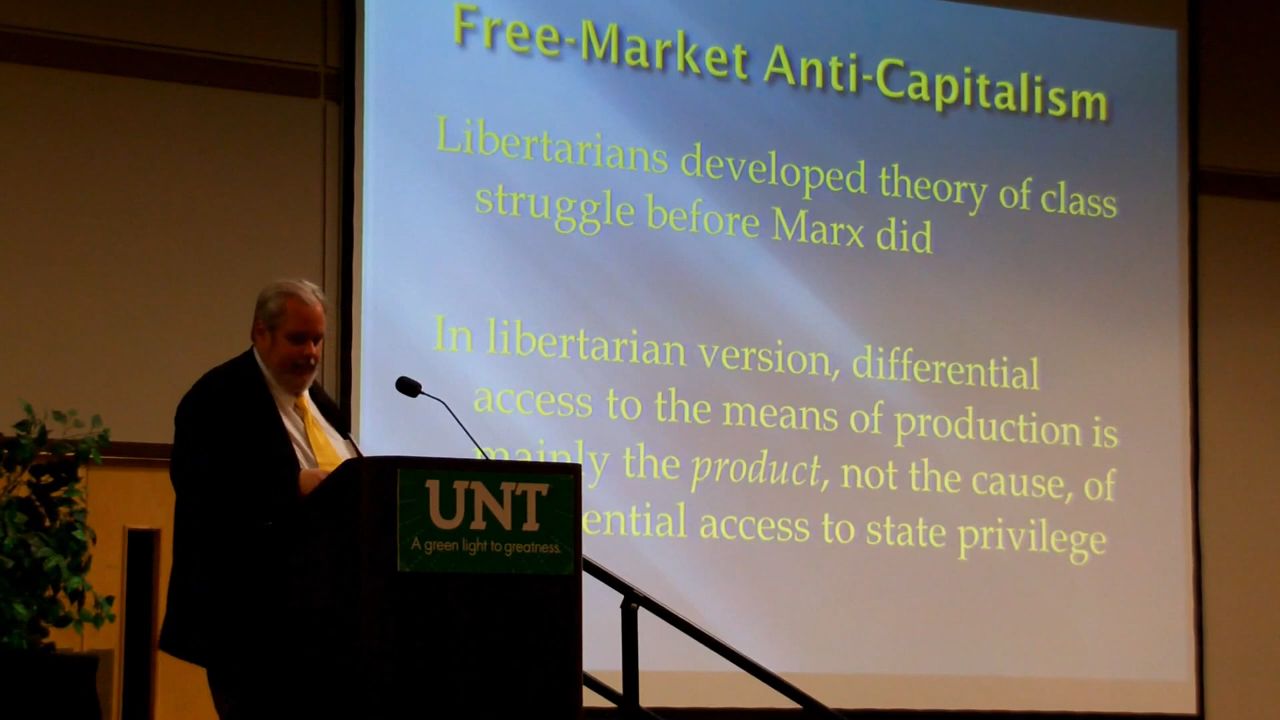 Free-Market Anti-Capitalism
Libertarians developed theory of class
struggle before Marx did
In libertarian version, differential
access to the means of production is
mainly the product, not the cause, of
ential access to state privilege
UNT
A green light to greatness.